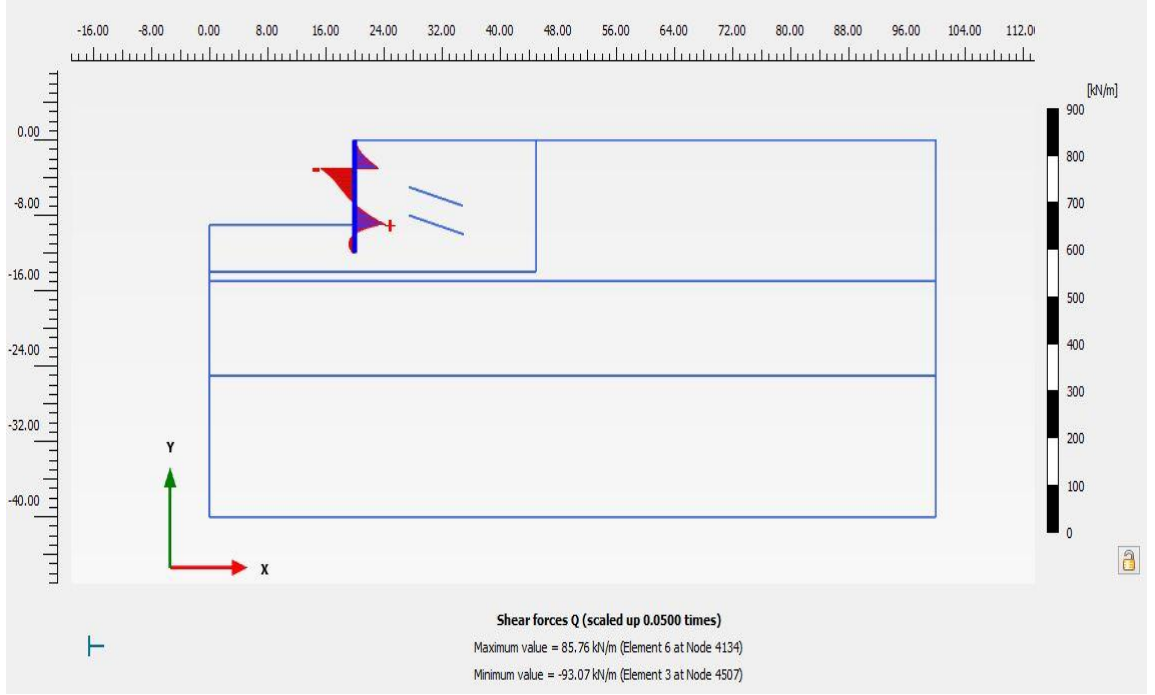 -16.00 -8.00 0.00 8.00 16.00 24.00 32.00 40.00 48.00 56.00 64.00 72.00 80.00 88.00 96.00 104.00 112.0
[kN/m]
900
0.00
800
700
-8.00
600
-16.00
500
400
-24.00
300
-32.00
200
Y
100
-40.00
0
X
Shear forces Q (scaled up 0.0500 times)
Maximum value = 85.76 kN/m (Element 6 at Node 4134)
Minimum value = -93.07 kN/m (Element 3 at Node 4507)